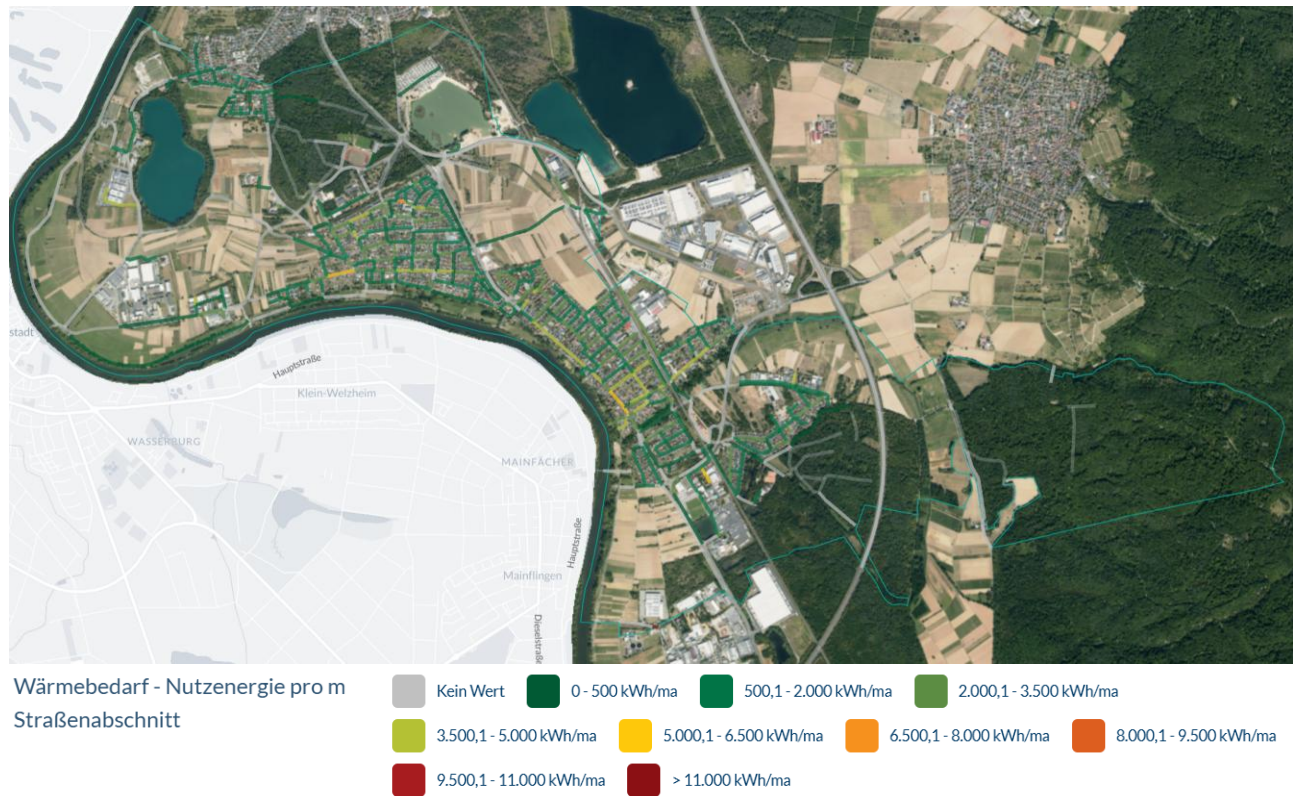 stadt
Hauptstraße
Klein-Welzheim
WASSERBURG
MAINFÄCHER
Hauptstraße
Mainflingen
Dieselstraße
Wärmebedarf - Nutzenergie pro m
Straßenabschnitt
Kein Wert
0 - 500 kWh/ma
500,1 - 2.000 kWh/ma
2.000,1 - 3.500 kWh/ma
3.500,1 - 5.000 kWh/ma
5.000,1 - 6.500 kWh/ma
6.500,1 - 8.000 kWh/ma
8.000,1 - 9.500 kWh/ma
9.500,1 - 11.000 kWh/ma
> 11.000 kWh/ma